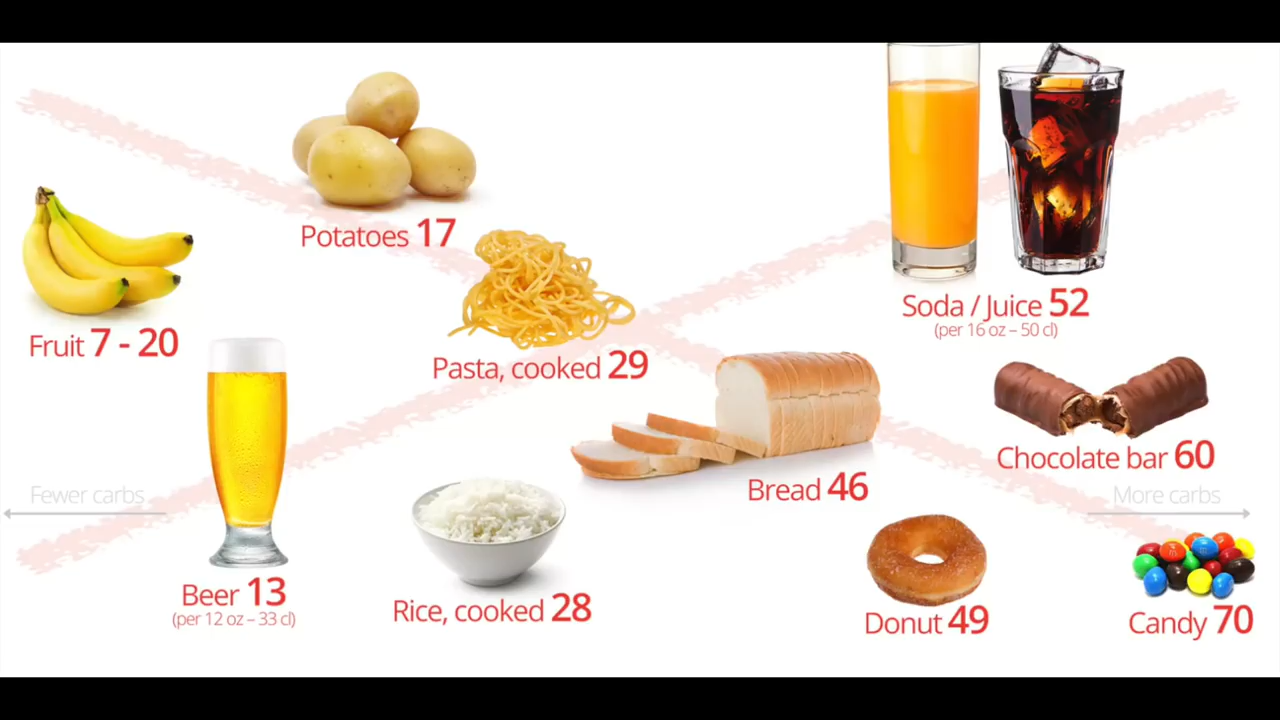 Potatoes 17
Fruit 7 - 20
Pasta, cooked 29
Soda / Juice 52
(per 16 oz – 50 cl)
Chocolate bar 60
Bread 46
Fewer carbs
More carbs
Beer 13
(per 12 oz – 33 cl)
Rice, cooked 28
Donut 49
Candy 70